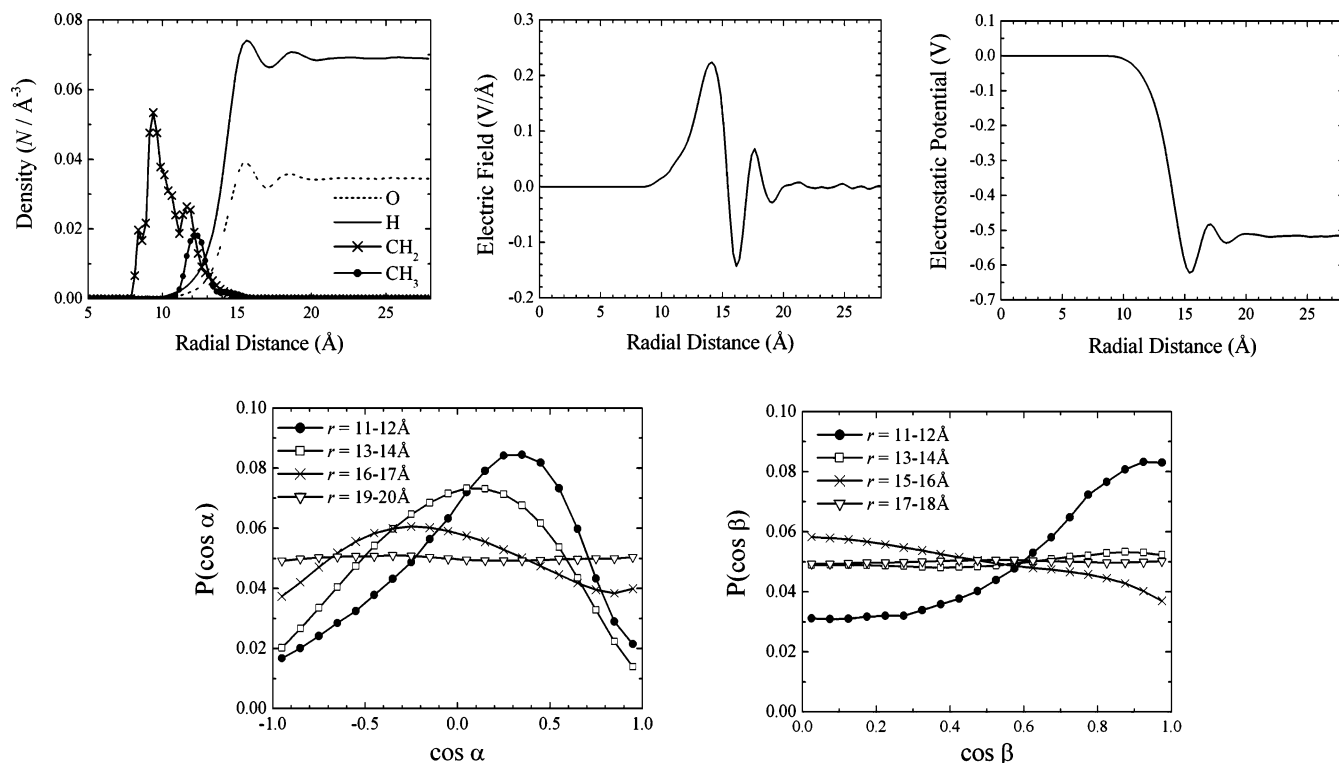 Density (N / Å⁻³)
0.08
0.06
0.04
0.02
0.00
O
H
CH₂
CH₃
5 10 15 20 25
Radial Distance (Å)
Electric Field (V/Å)
0.3
0.2
0.1
0.0
-0.1
-0.2
0 5 10 15 20 25
Radial Distance (Å)
Electrostatic Potential (V)
0.1
0.0
-0.1
-0.2
-0.3
-0.4
-0.5
-0.6
-0.7
0 5 10 15 20 25
Radial Distance (Å)
P(cos α)
0.10
0.08
0.06
0.04
0.02
0.00
r = 11-12Å
r = 13-14Å
r = 16-17Å
r = 19-20Å
-1.0 -0.5 0.0 0.5 1.0
cos α
P(cos β)
0.10
0.08
0.06
0.04
0.02
0.00
r = 11-12Å
r = 13-14Å
r = 15-16Å
r = 17-18Å
0.0 0.2 0.4 0.6 0.8 1.0
cos β